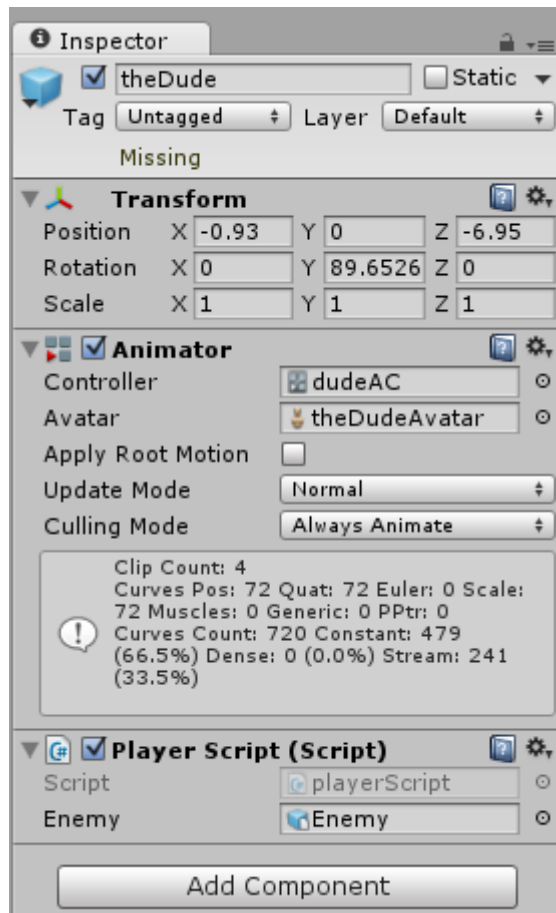 Inspector
theDude Static
Tag Untagged Layer Default
Missing
Transform
Position X -0.93 Y 0 Z -6.95
Rotation X 0 Y 89.6526 Z 0
Scale X 1 Y 1 Z 1
Animator
Controller dudeAC
Avatar theDudeAvatar
Apply Root Motion
Update Mode Normal
Culling Mode Always Animate
Clip Count: 4
Curves Pos: 72 Quat: 72 Euler: 0 Scale:
72 Muscles: 0 Generic: 0 PPtr: 0
Curves Count: 720 Constant: 479
(66.5%) Dense: 0 (0.0%) Stream: 241
(33.5%)
Player Script (Script)
Script playerScript
Enemy Enemy
Add Component